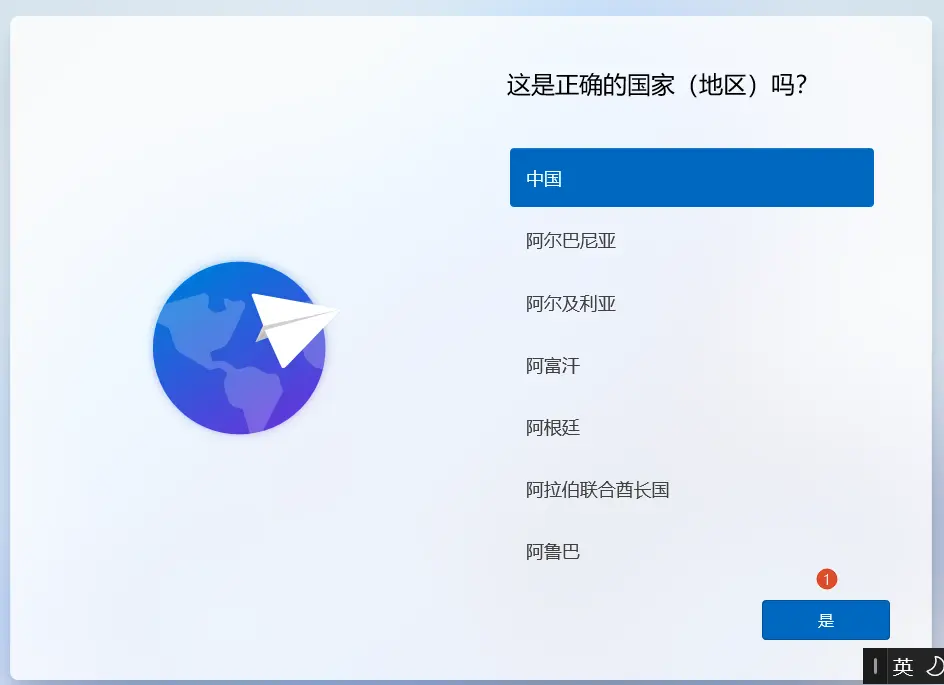 这是正确的国家（地区）吗？
中国
阿尔巴尼亚
阿尔及利亚
阿富汗
阿根廷
阿拉伯联合酋长国
阿鲁巴
1
是
英